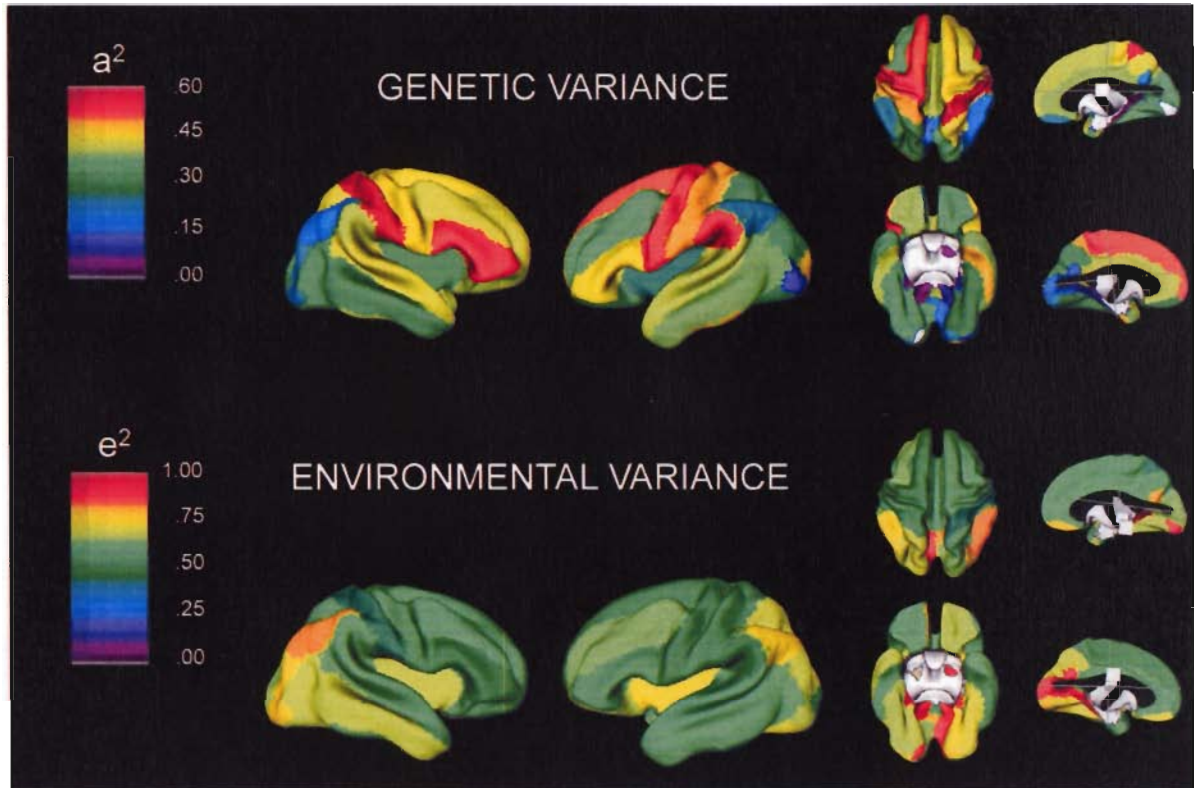 a²
.60
.45
.30
.15
.00
GENETIC VARIANCE
e²
1.00
.75
.50
.25
.00
ENVIRONMENTAL VARIANCE